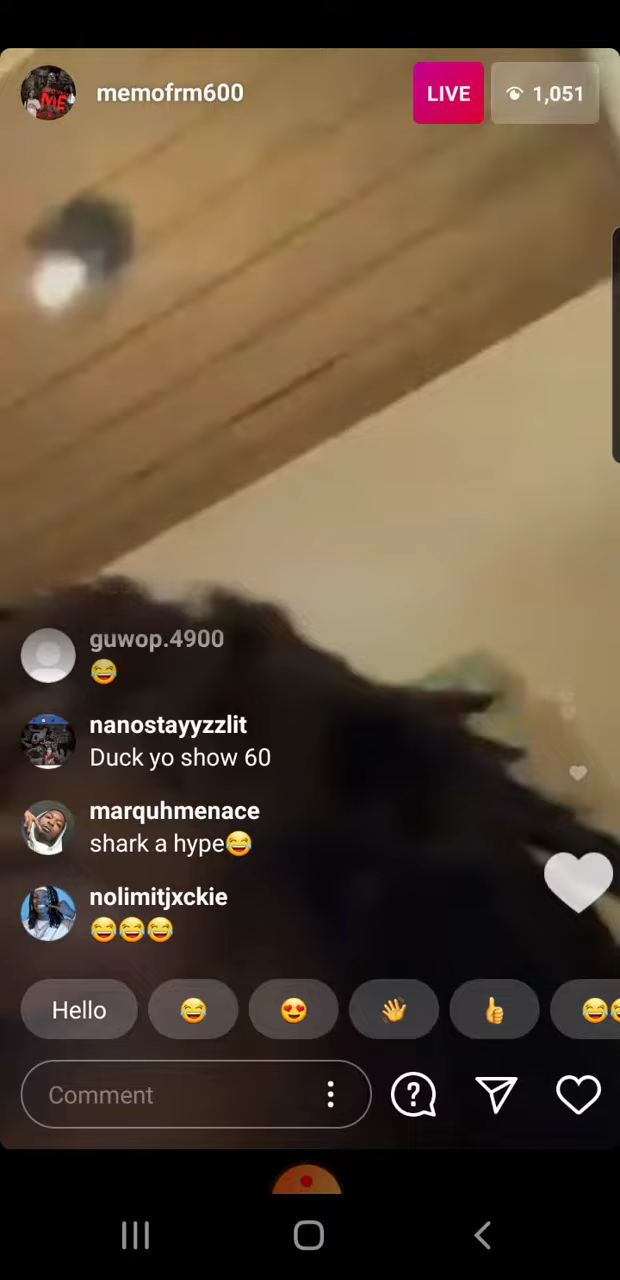 memofrm600
LIVE
1,051
guwop.4900
😂
nanostayyzzlit
Duck yo show 60
marquhmenace
shark a hype😂
nolimitjxckie
😂😂😂
Hello
Comment